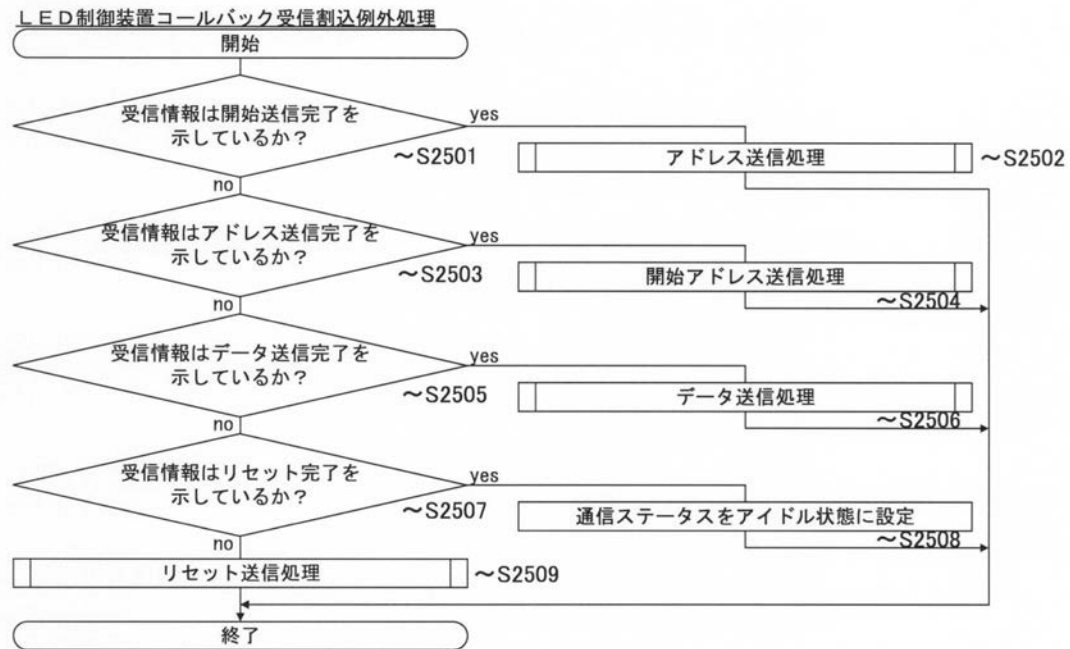 ＬＥＤ制御装置コールバック受信割込例外処理
開始
受信情報は開始送信完了を
示しているか？
yes
～S2501
アドレス送信処理
～S2502
no
受信情報はアドレス送信完了を
示しているか？
yes
～S2503
開始アドレス送信処理
～S2504
no
受信情報はデータ送信完了を
示しているか？
yes
～S2505
データ送信処理
～S2506
no
受信情報はリセット完了を
示しているか？
yes
～S2507
通信ステータスをアイドル状態に設定
～S2508
no
リセット送信処理
～S2509
終了